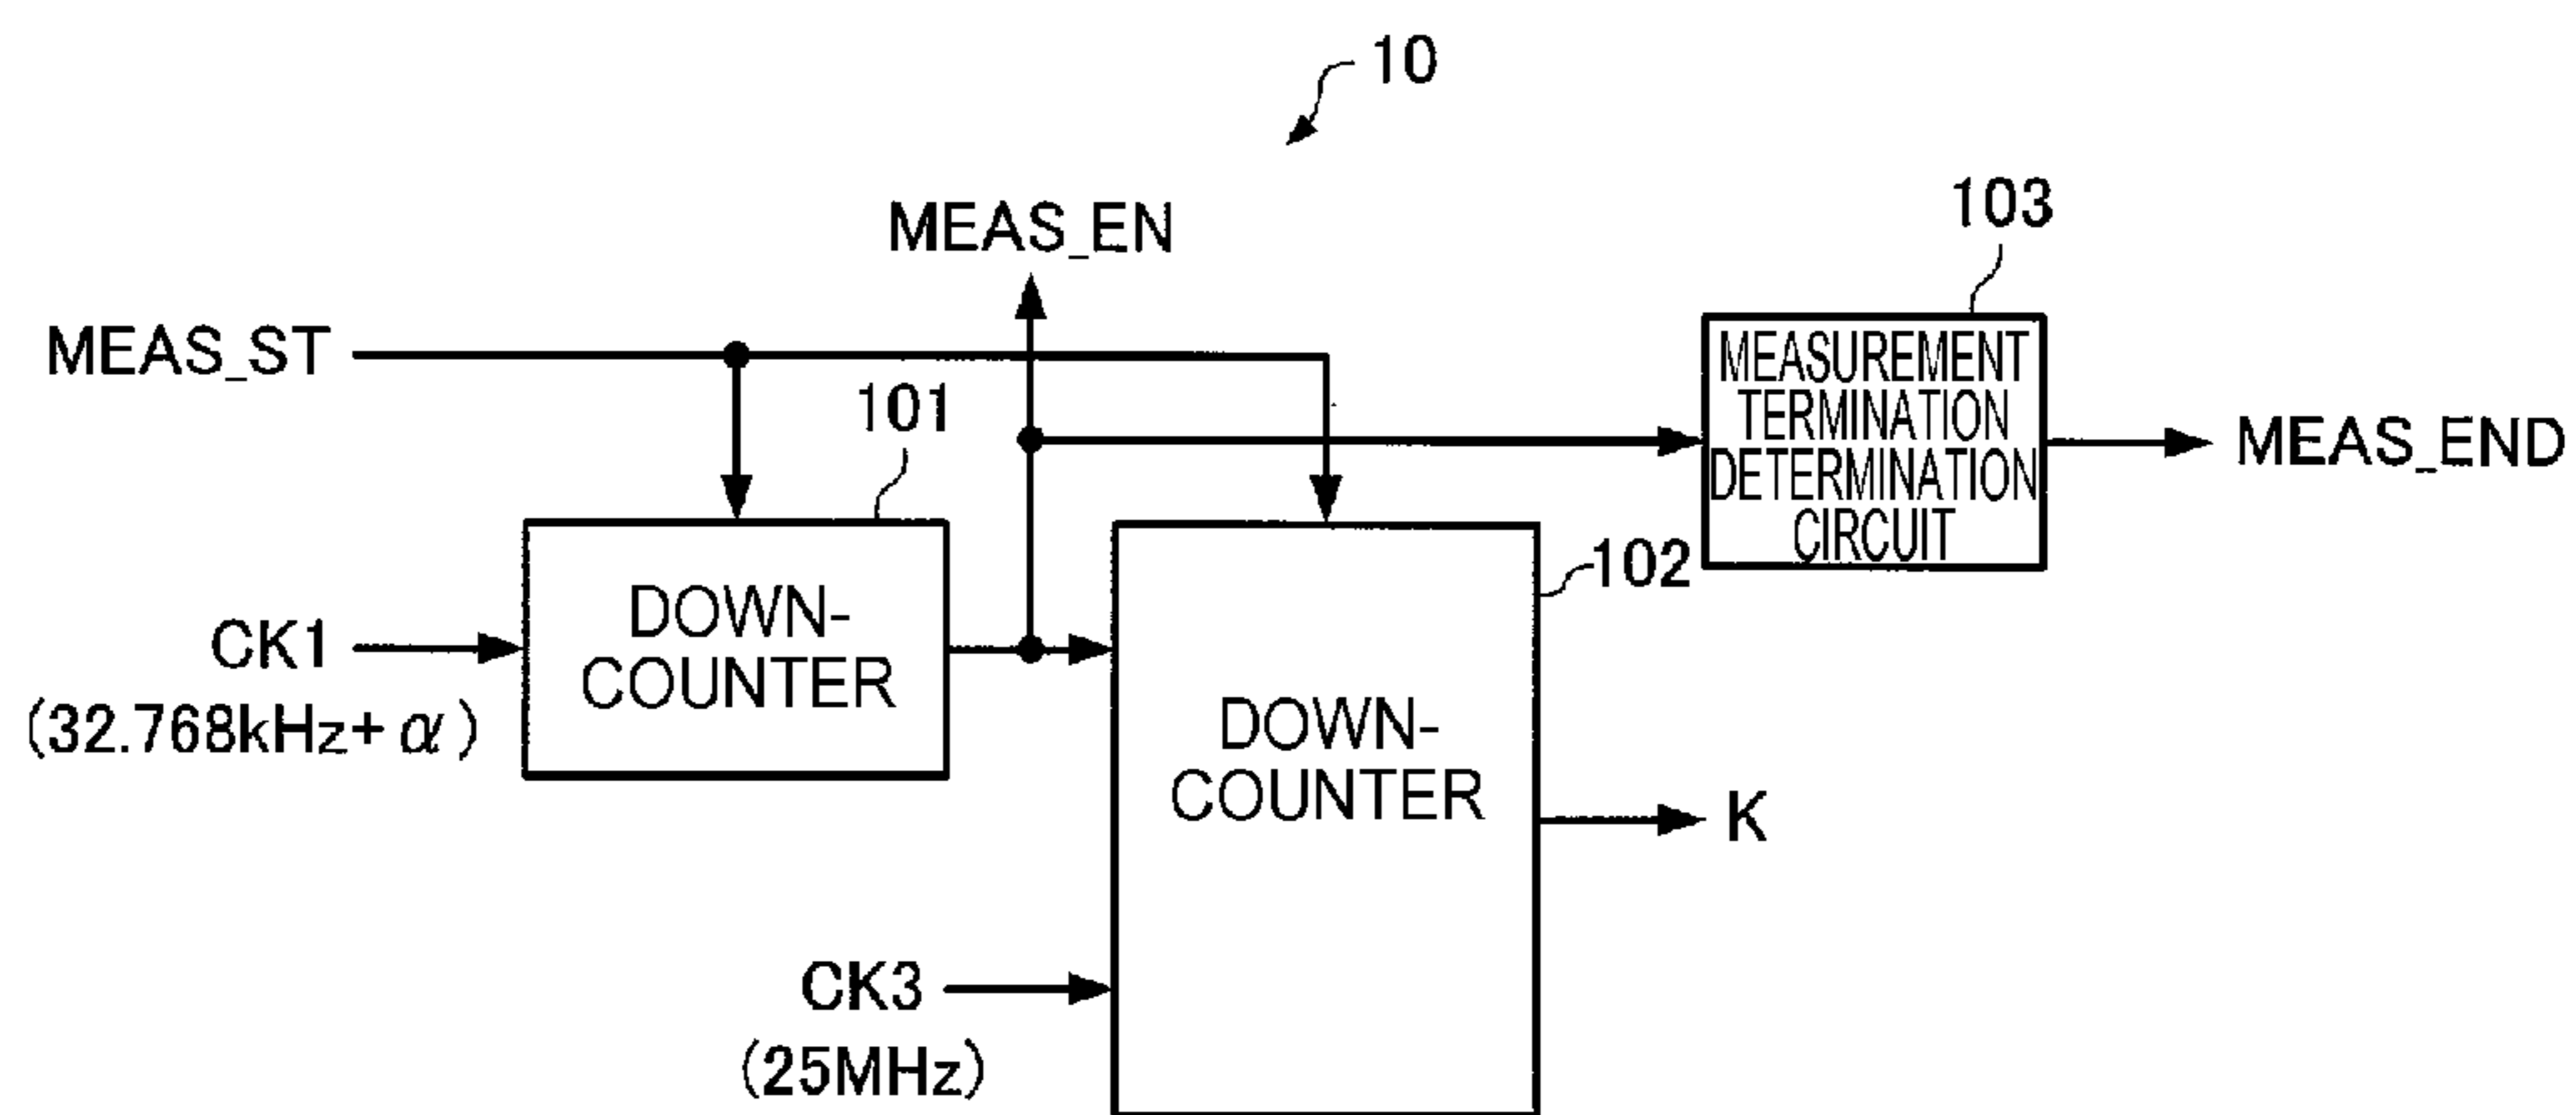 10
MEAS_EN
103
MEAS_ST
101
MEASUREMENT
TERMINATION
DETERMINATION
CIRCUIT
MEAS_END
CK1
(32.768kHz+α)
DOWN-
COUNTER
102
DOWN-
COUNTER
K
CK3
(25MHz)